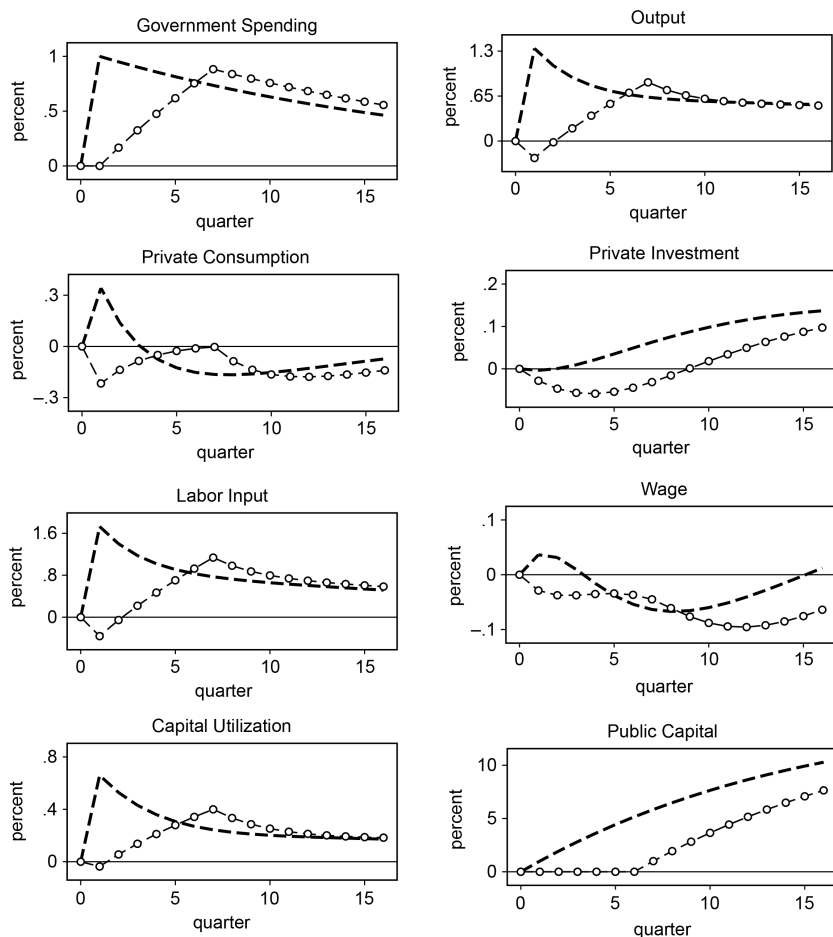 Government Spending
percent
1
.5
0
0 5 10 15
quarter
Output
percent
1.3
.65
0
0 5 10 15
quarter
Private Consumption
percent
.3
0
–.3
0 5 10 15
quarter
Private Investment
percent
.2
0.1
0
0 5 10 15
quarter
Labor Input
percent
1.6
.8
0
0 5 10 15
quarter
Wage
percent
.1
0
–.1
0 5 10 15
quarter
Capital Utilization
percent
.8
.4
0
0 5 10 15
quarter
Public Capital
percent
10
5
0
0 5 10 15
quarter